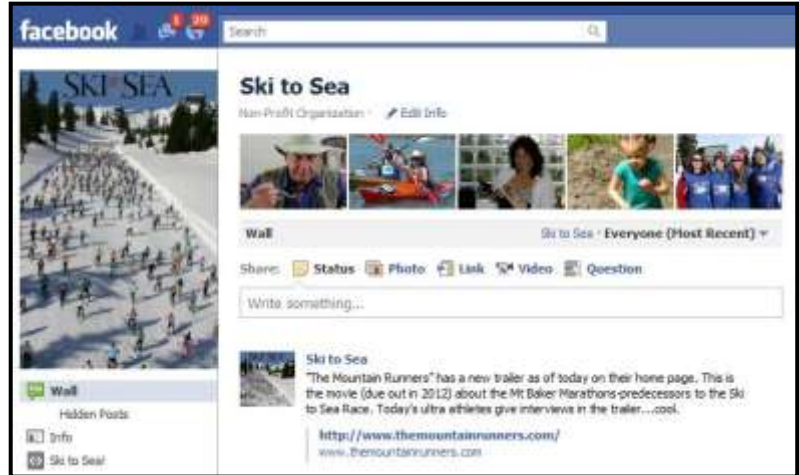 facebook
1
29
Search
SKI TO SEA
Ski to Sea
Non-Profit Organization · Edit Info
Wall
Ski to Sea · Everyone (Most Recent)
Share: Status Photo Link Video Question
Write something...
Ski to Sea
"The Mountain Runners" has a new trailer as of today on their home page. This is
the movie (due out in 2012) about the Mt Baker Marathons-predecessors to the Ski
to Sea Race. Today's ultra athletes give interviews in the trailer...cool.
http://www.themountainrunners.com/
www.themountainrunners.com
Wall
Hidden Posts
Info
Ski to Sea!